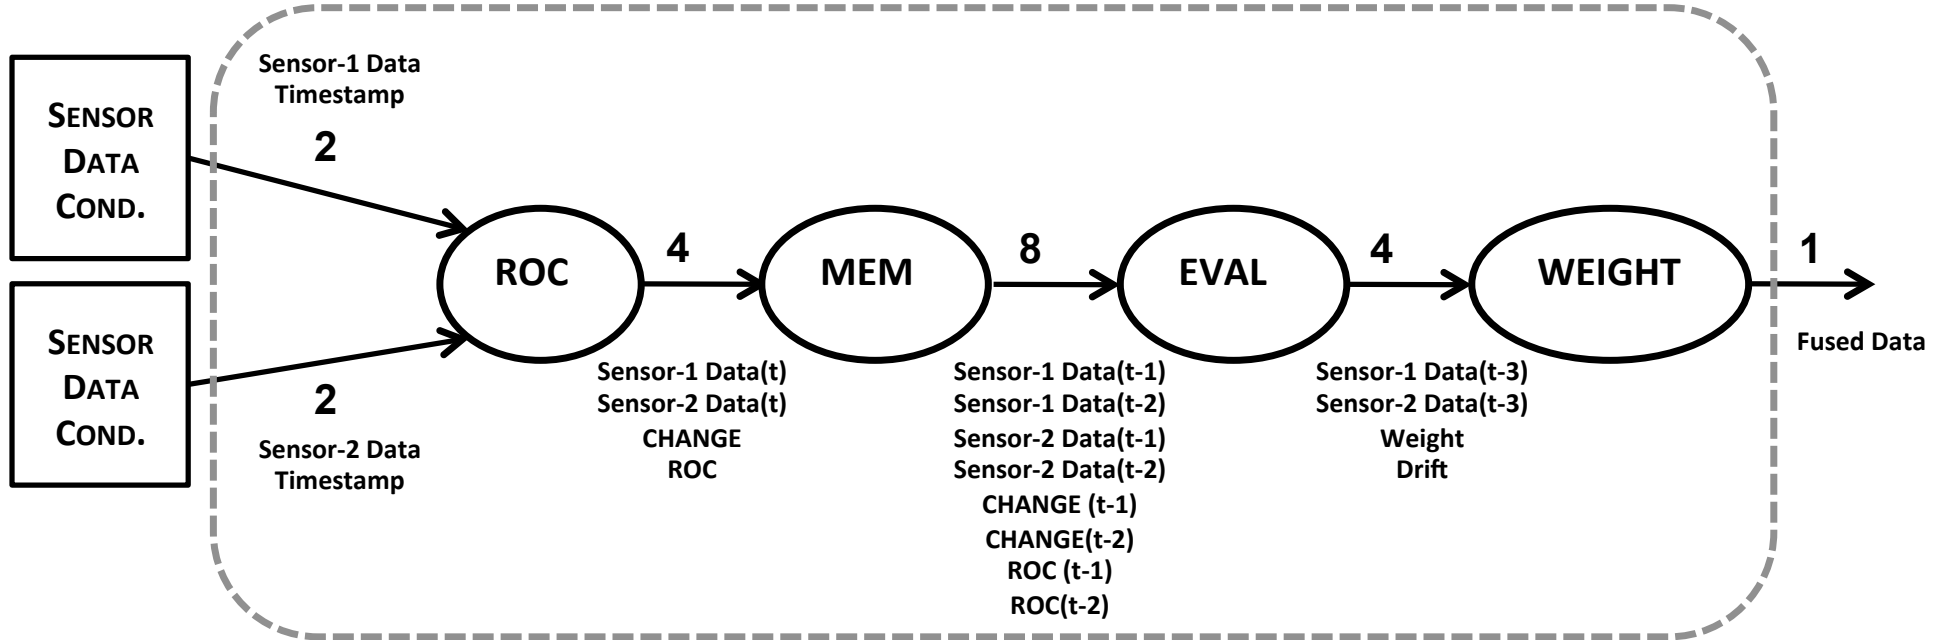 SENSOR
DATA
COND.
SENSOR
DATA
COND.
Sensor-1 Data
Timestamp
2
2
Sensor-2 Data
Timestamp
ROC
4
Sensor-1 Data(t)
Sensor-2 Data(t)
CHANGE
ROC
MEM
8
Sensor-1 Data(t-1)
Sensor-1 Data(t-2)
Sensor-2 Data(t-1)
Sensor-2 Data(t-2)
CHANGE (t-1)
CHANGE(t-2)
ROC (t-1)
ROC(t-2)
EVAL
4
Sensor-1 Data(t-3)
Sensor-2 Data(t-3)
Weight
Drift
WEIGHT
1
Fused Data